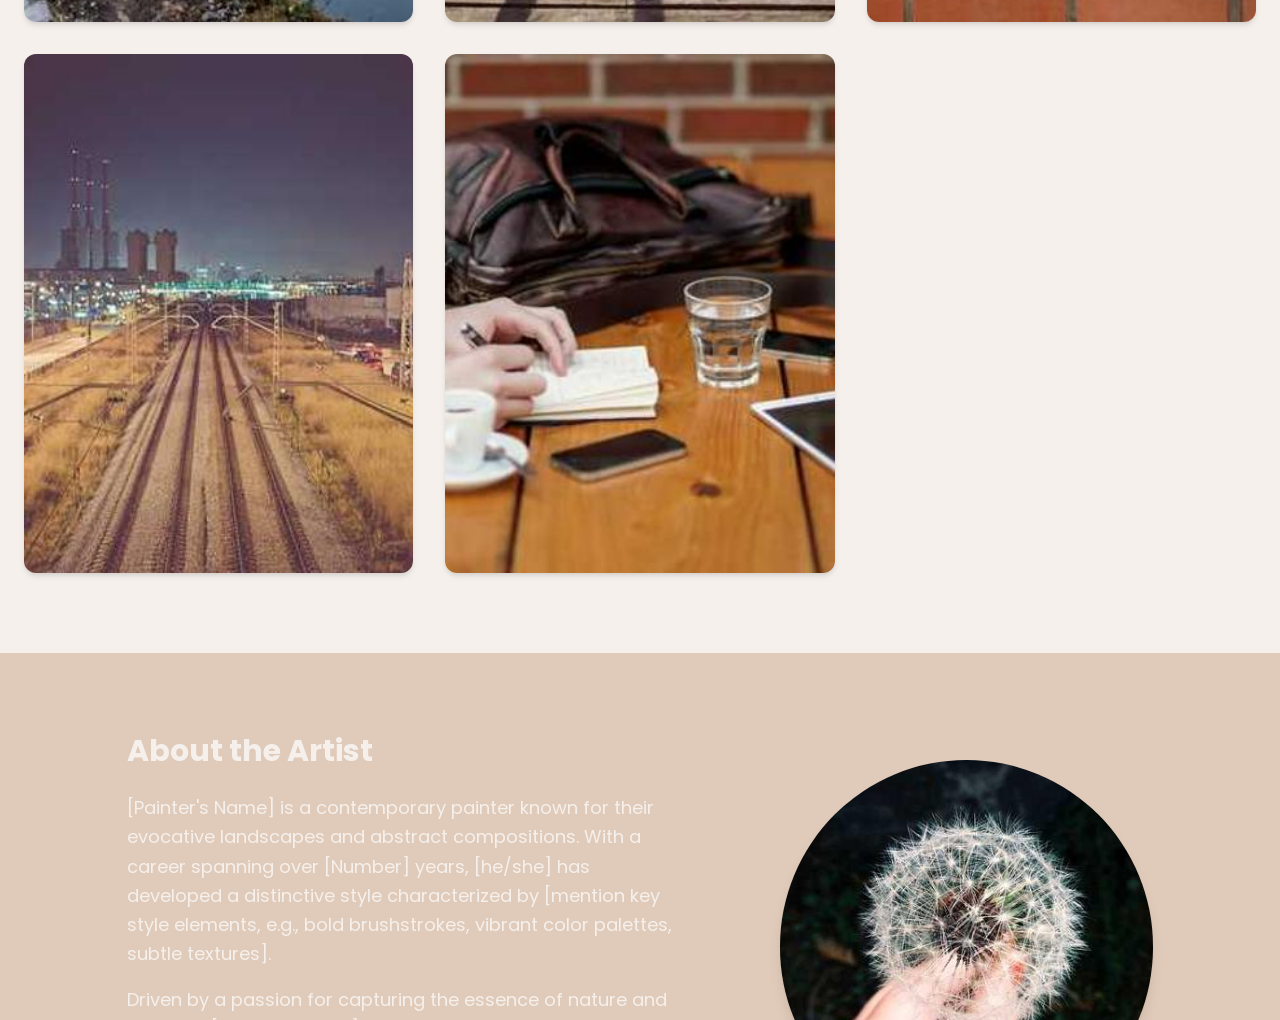 About the Artist
[Painter's Name] is a contemporary painter known for their
evocative landscapes and abstract compositions. With a
career spanning over [Number] years, [he/she] has
developed a distinctive style characterized by [mention key
style elements, e.g., bold brushstrokes, vibrant color palettes,
subtle textures].
Driven by a passion for capturing the essence of nature and